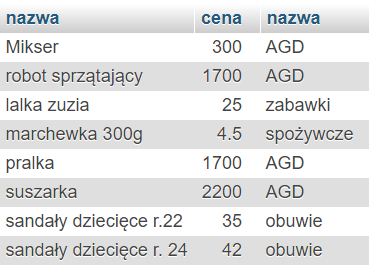 nazwa cena nazwa
Mikser 300 AGD
robot sprzątający 1700 AGD
lalka zuzia 25 zabawki
marchewka 300g 4.5 spożywcze
pralka 1700 AGD
suszarka 2200 AGD
sandały dziecięce r.22 35 obuwie
sandały dziecięce r. 24 42 obuwie